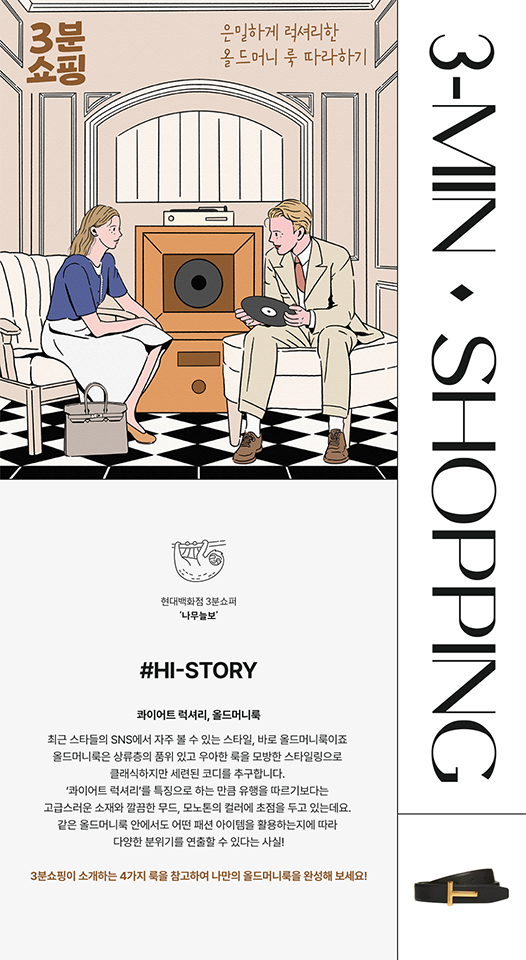 3분
쇼핑
은밀하게 럭셔리한
올드머니 룩 따라하기
3-MIN ◆ SHOPPING
현대백화점 3분쇼퍼
'나무늘보'
#HI-STORY
콰이어트 럭셔리, 올드머니룩
최근 스타들의 SNS에서 자주 볼 수 있는 스타일, 바로 올드머니룩이죠
올드머니룩은 상류층의 품위 있고 우아한 룩을 모방한 스타일링으로
클래식하지만 세련된 코디를 추구합니다.
'콰이어트 럭셔리'를 특징으로 하는 만큼 유행을 따르기보다는
고급스러운 소재와 깔끔한 무드, 모노톤의 컬러에 초점을 두고 있는데요.
같은 올드머니룩 안에서도 어떤 패션 아이템을 활용하는지에 따라
다양한 분위기를 연출할 수 있다는 사실!
3분쇼핑이 소개하는 4가지 룩을 참고하여 나만의 올드머니룩을 완성해 보세요!